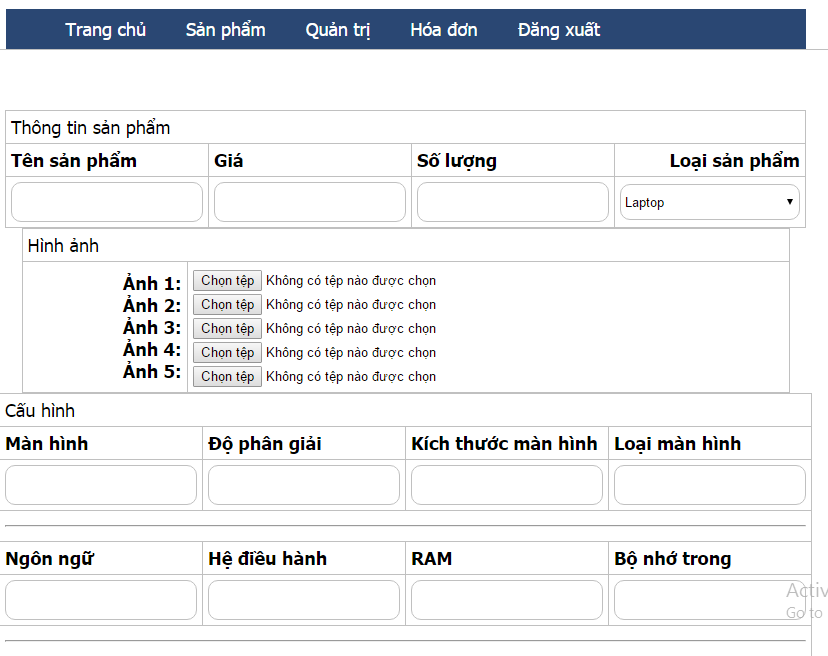 Trang chủ Sản phẩm Quản trị Hóa đơn Đăng xuất
Thông tin sản phẩm
Tên sản phẩm Giá Số lượng Loại sản phẩm
Laptop
Hình ảnh
Ảnh 1: Chọn tệp Không có tệp nào được chọn
Ảnh 2: Chọn tệp Không có tệp nào được chọn
Ảnh 3: Chọn tệp Không có tệp nào được chọn
Ảnh 4: Chọn tệp Không có tệp nào được chọn
Ảnh 5: Chọn tệp Không có tệp nào được chọn
Cấu hình
Màn hình Độ phân giải Kích thước màn hình Loại màn hình
Ngôn ngữ Hệ điều hành RAM Bộ nhớ trong
Activ
Go to